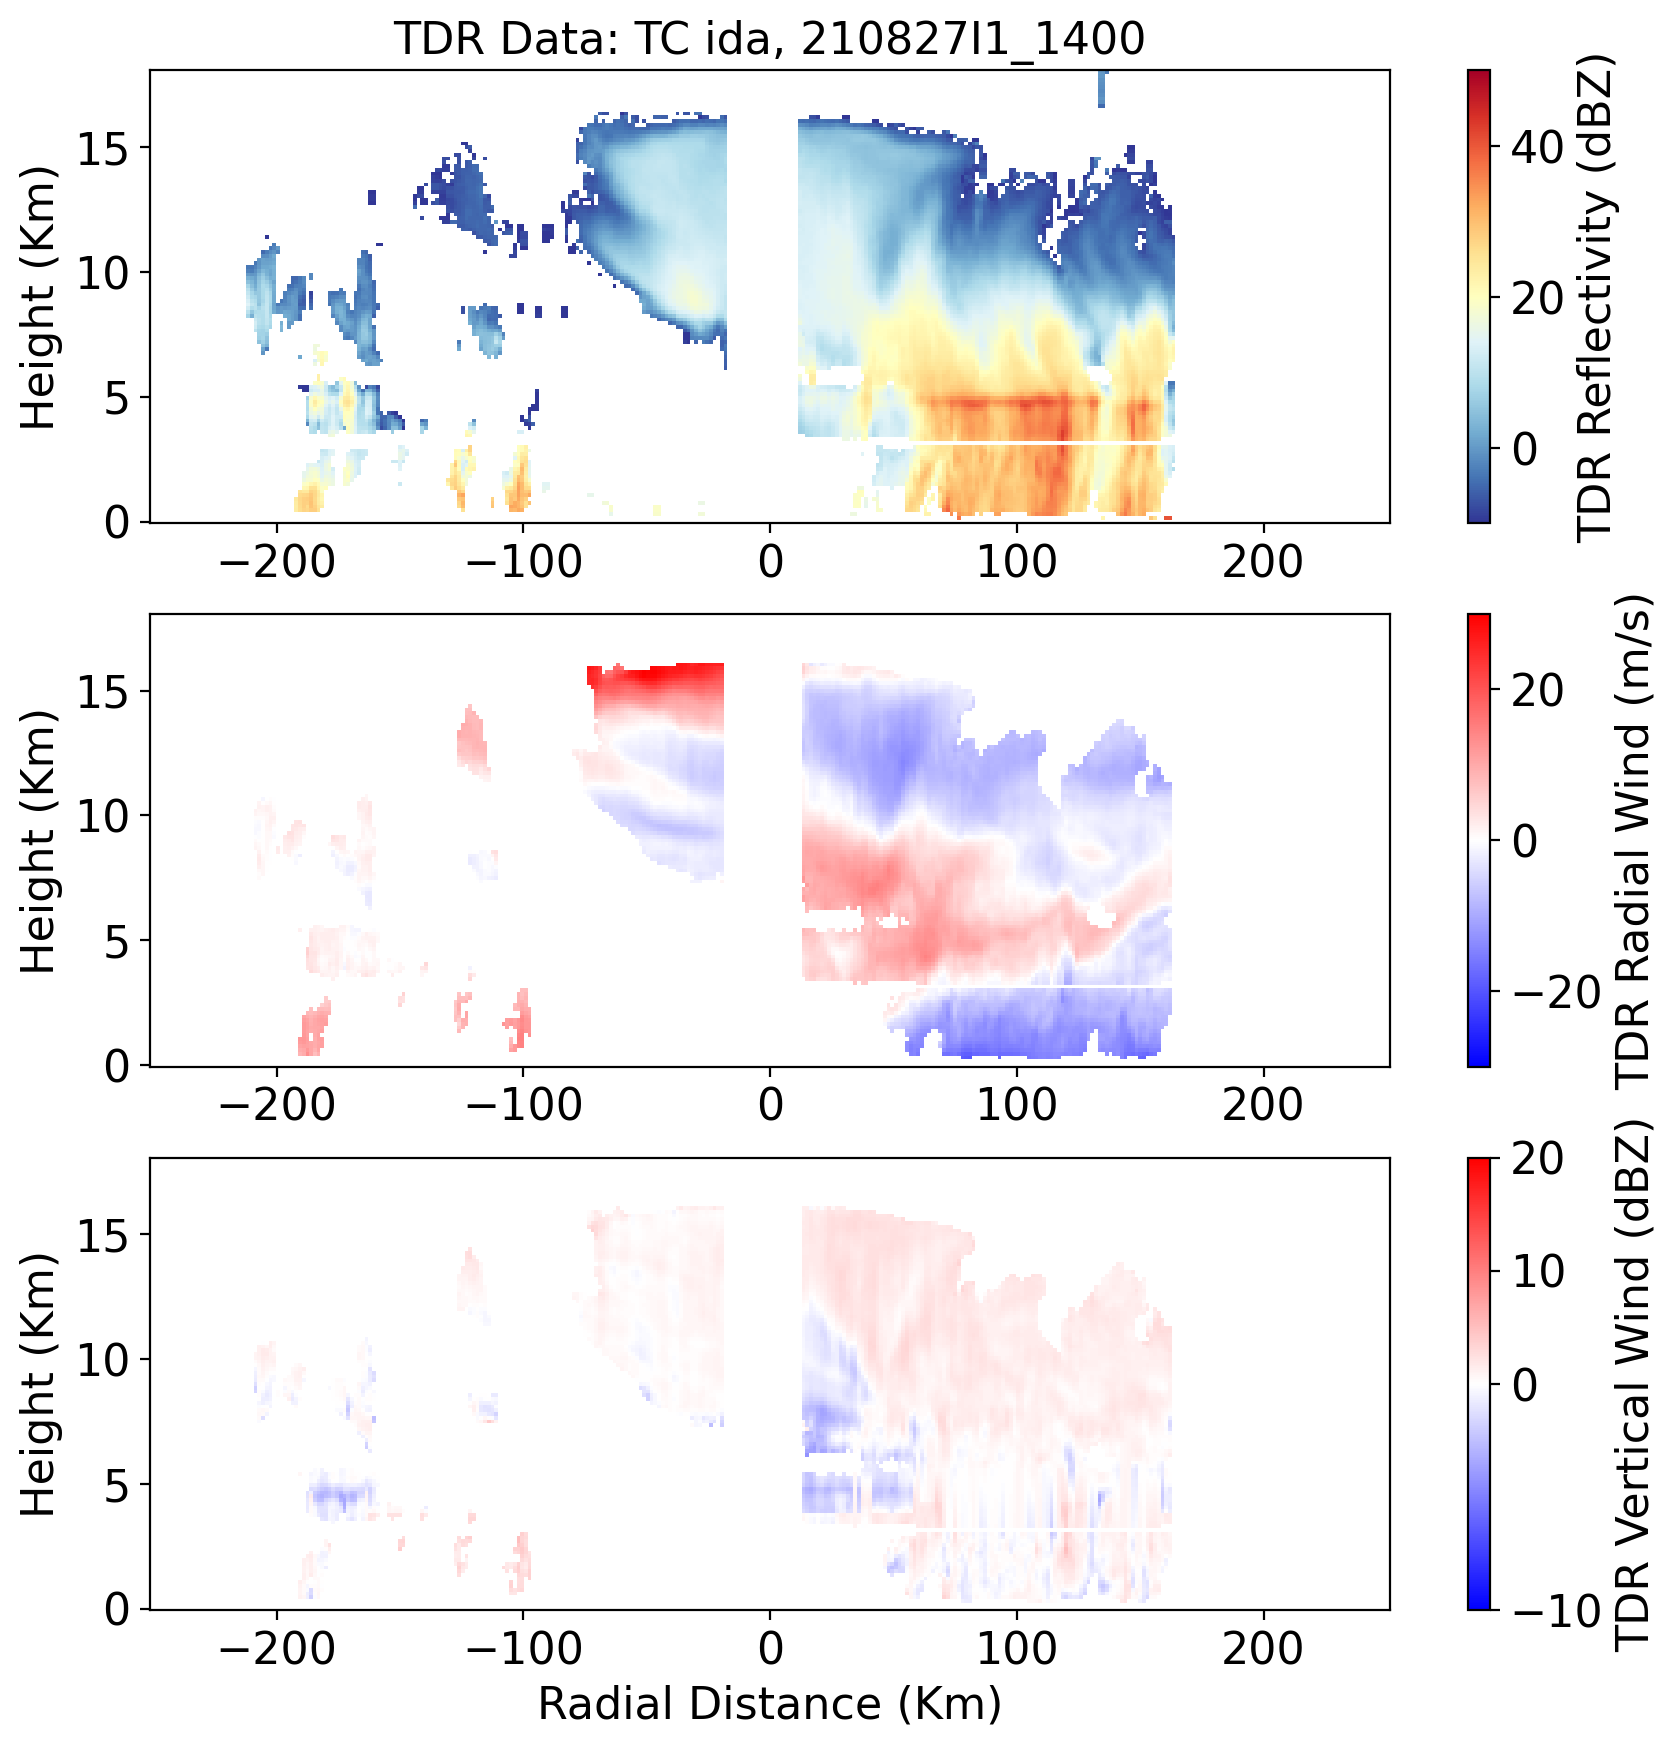 TDR Data: TC ida, 210827I1_1400
Height (Km)
15
10
5
0
−200 −100 0 100 200
40
20
0
TDR Reflectivity (dBZ)
Height (Km)
15
10
5
0
−200 −100 0 100 200
20
0
−20
TDR Radial Wind (m/s)
Height (Km)
15
10
5
0
−200 −100 0 100 200
Radial Distance (Km)
20
10
0
−10
TDR Vertical Wind (dBZ)